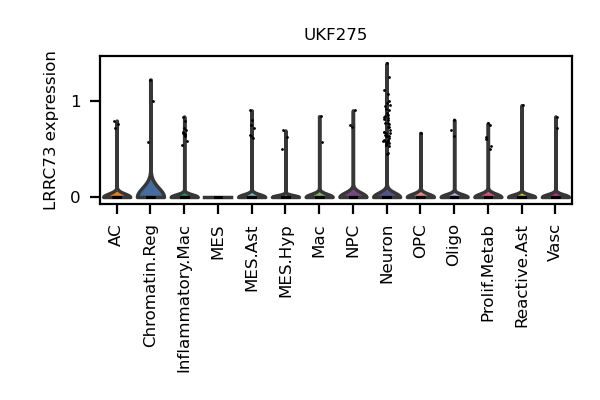 UKF275
LRRC73 expression
1
0
AC
Chromatin.Reg
Inflammatory.Mac
MES
MES.Ast
MES.Hyp
Mac
NPC
Neuron
OPC
Oligo
Prolif.Metab
Reactive.Ast
Vasc